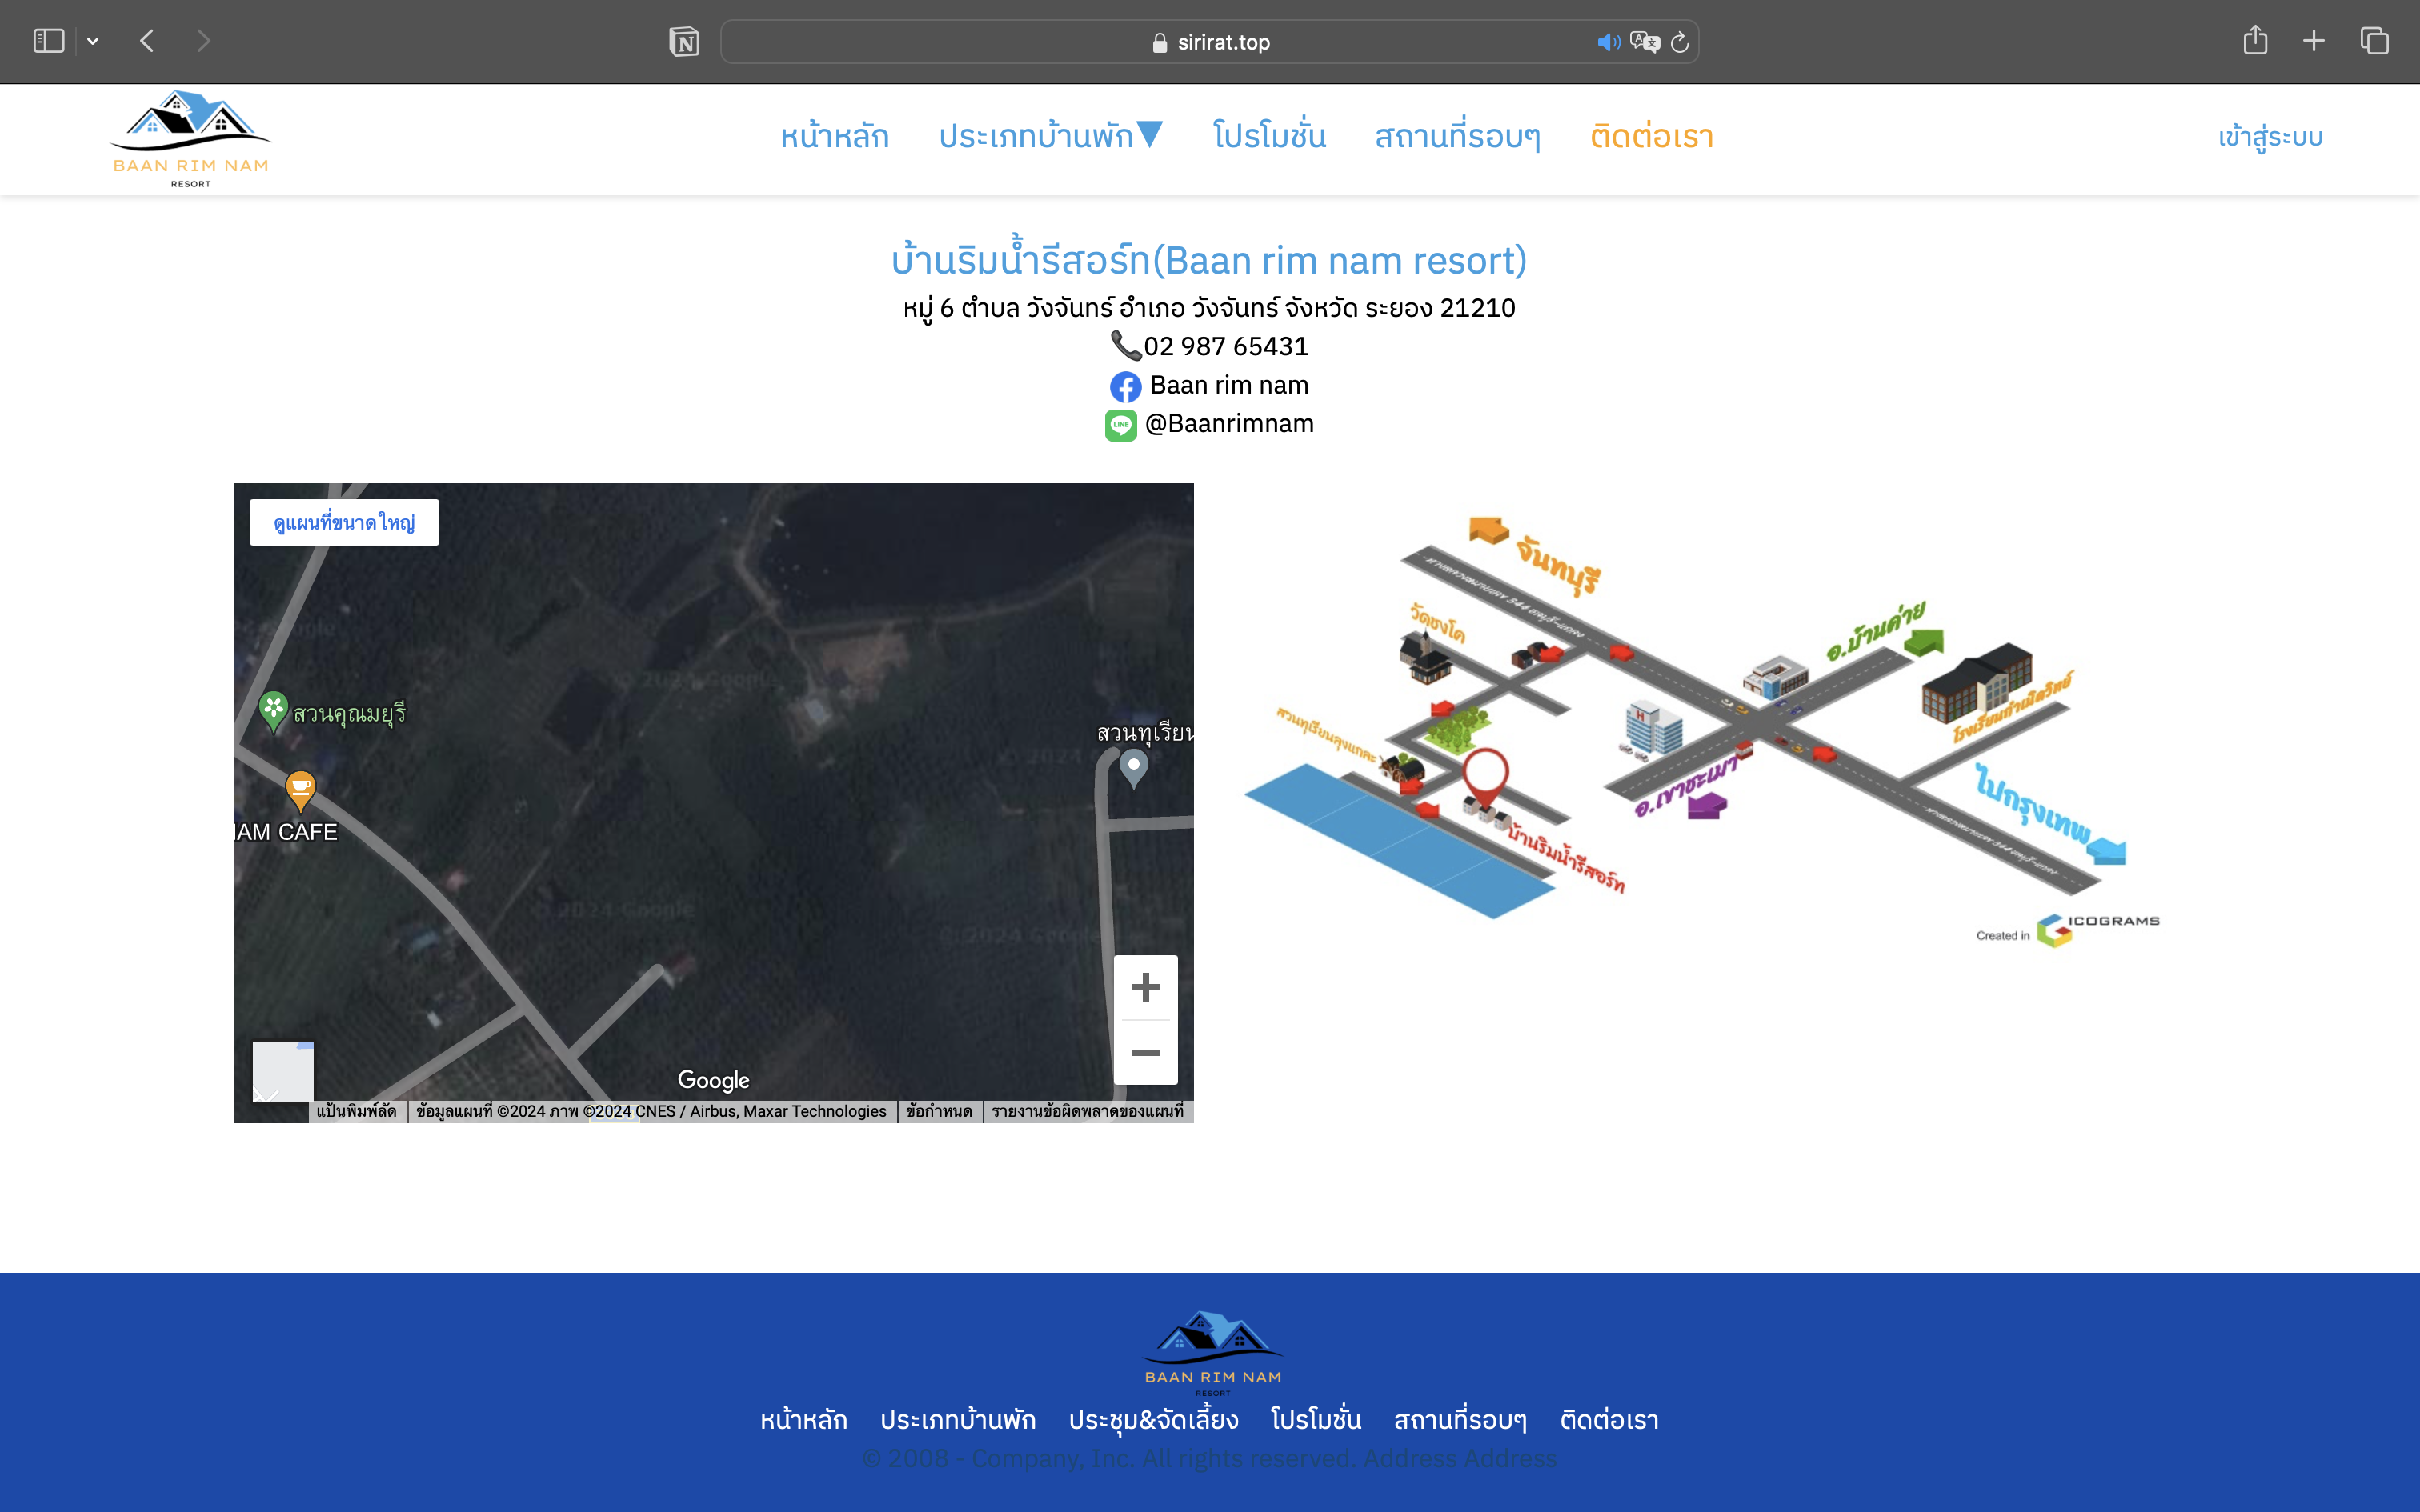 sirirat.top
BAAN RIM NAM
RESORT
หน้าหลัก ประเภทบ้านพัก▼ โปรโมชั่น สถานที่รอบๆ ติดต่อเรา
เข้าสู่ระบบ
บ้านริมน้ำรีสอร์ท(Baan rim nam resort)
หมู่ 6 ตำบล วังจันทร์ อำเภอ วังจันทร์ จังหวัด ระยอง 21210
02 987 65431
Baan rim nam
LINE @Baanrimnam
ดูแผนที่ขนาดใหญ่
สวนคุณมยุรี
AM CAFE
สวนทุเรียน
Google
แป้นพิมพ์ลัด ข้อมูลแผนที่ ©2024 ภาพ ©2024 CNES / Airbus, Maxar Technologies ข้อกำหนด รายงานข้อผิดพลาดของแผนที่
จันทบุรี
วัดชงโค
อ.บ้านค่าย
H
โรงเรียนกำเนิดวิทย์
สวนทุเรียนลุงแกละ
อ.เขาชะเมา
ไปกรุงเทพ
บ้านริมน้ำรีสอร์ท
Created in ICOGRAMS
BAAN RIM NAM
RESORT
หน้าหลัก ประเภทบ้านพัก ประชุม&จัดเลี้ยง โปรโมชั่น สถานที่รอบๆ ติดต่อเรา
© 2008 - Company, Inc. All rights reserved. Address Address